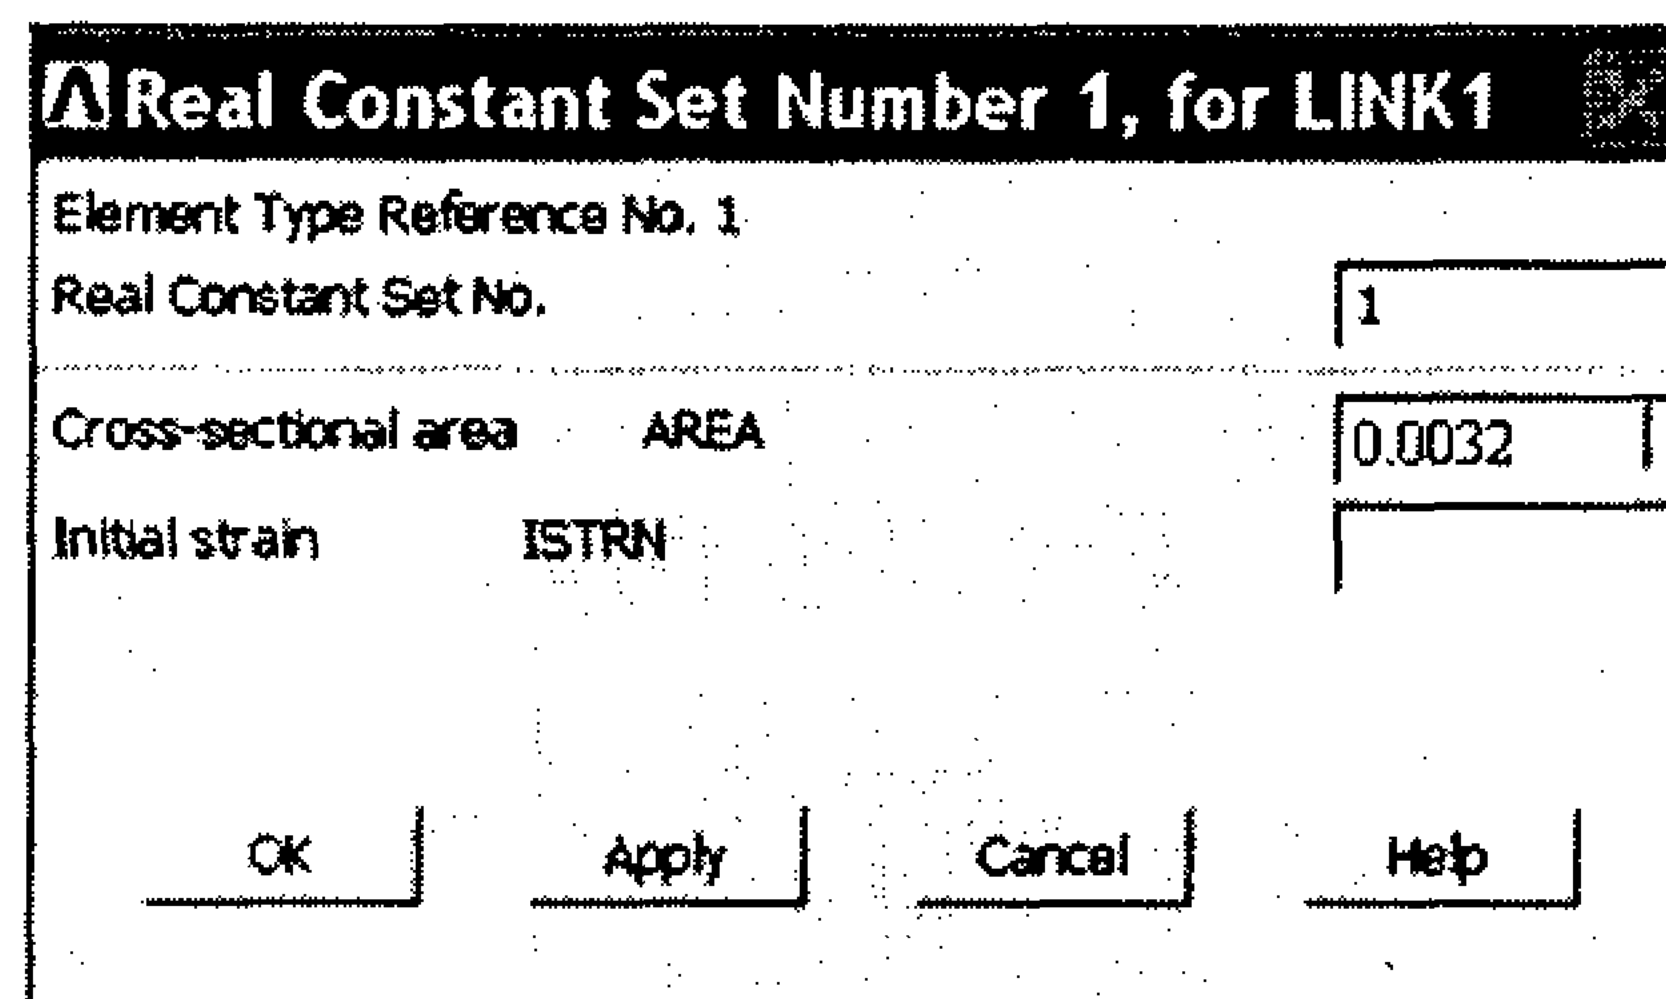 Real Constant Set Number 1, for LINK1
Element Type Reference No. 1
Real Constant Set No. 1
Cross-sectional area AREA 0.0032
Initial strain ISTRN
OK Apply Cancel Help